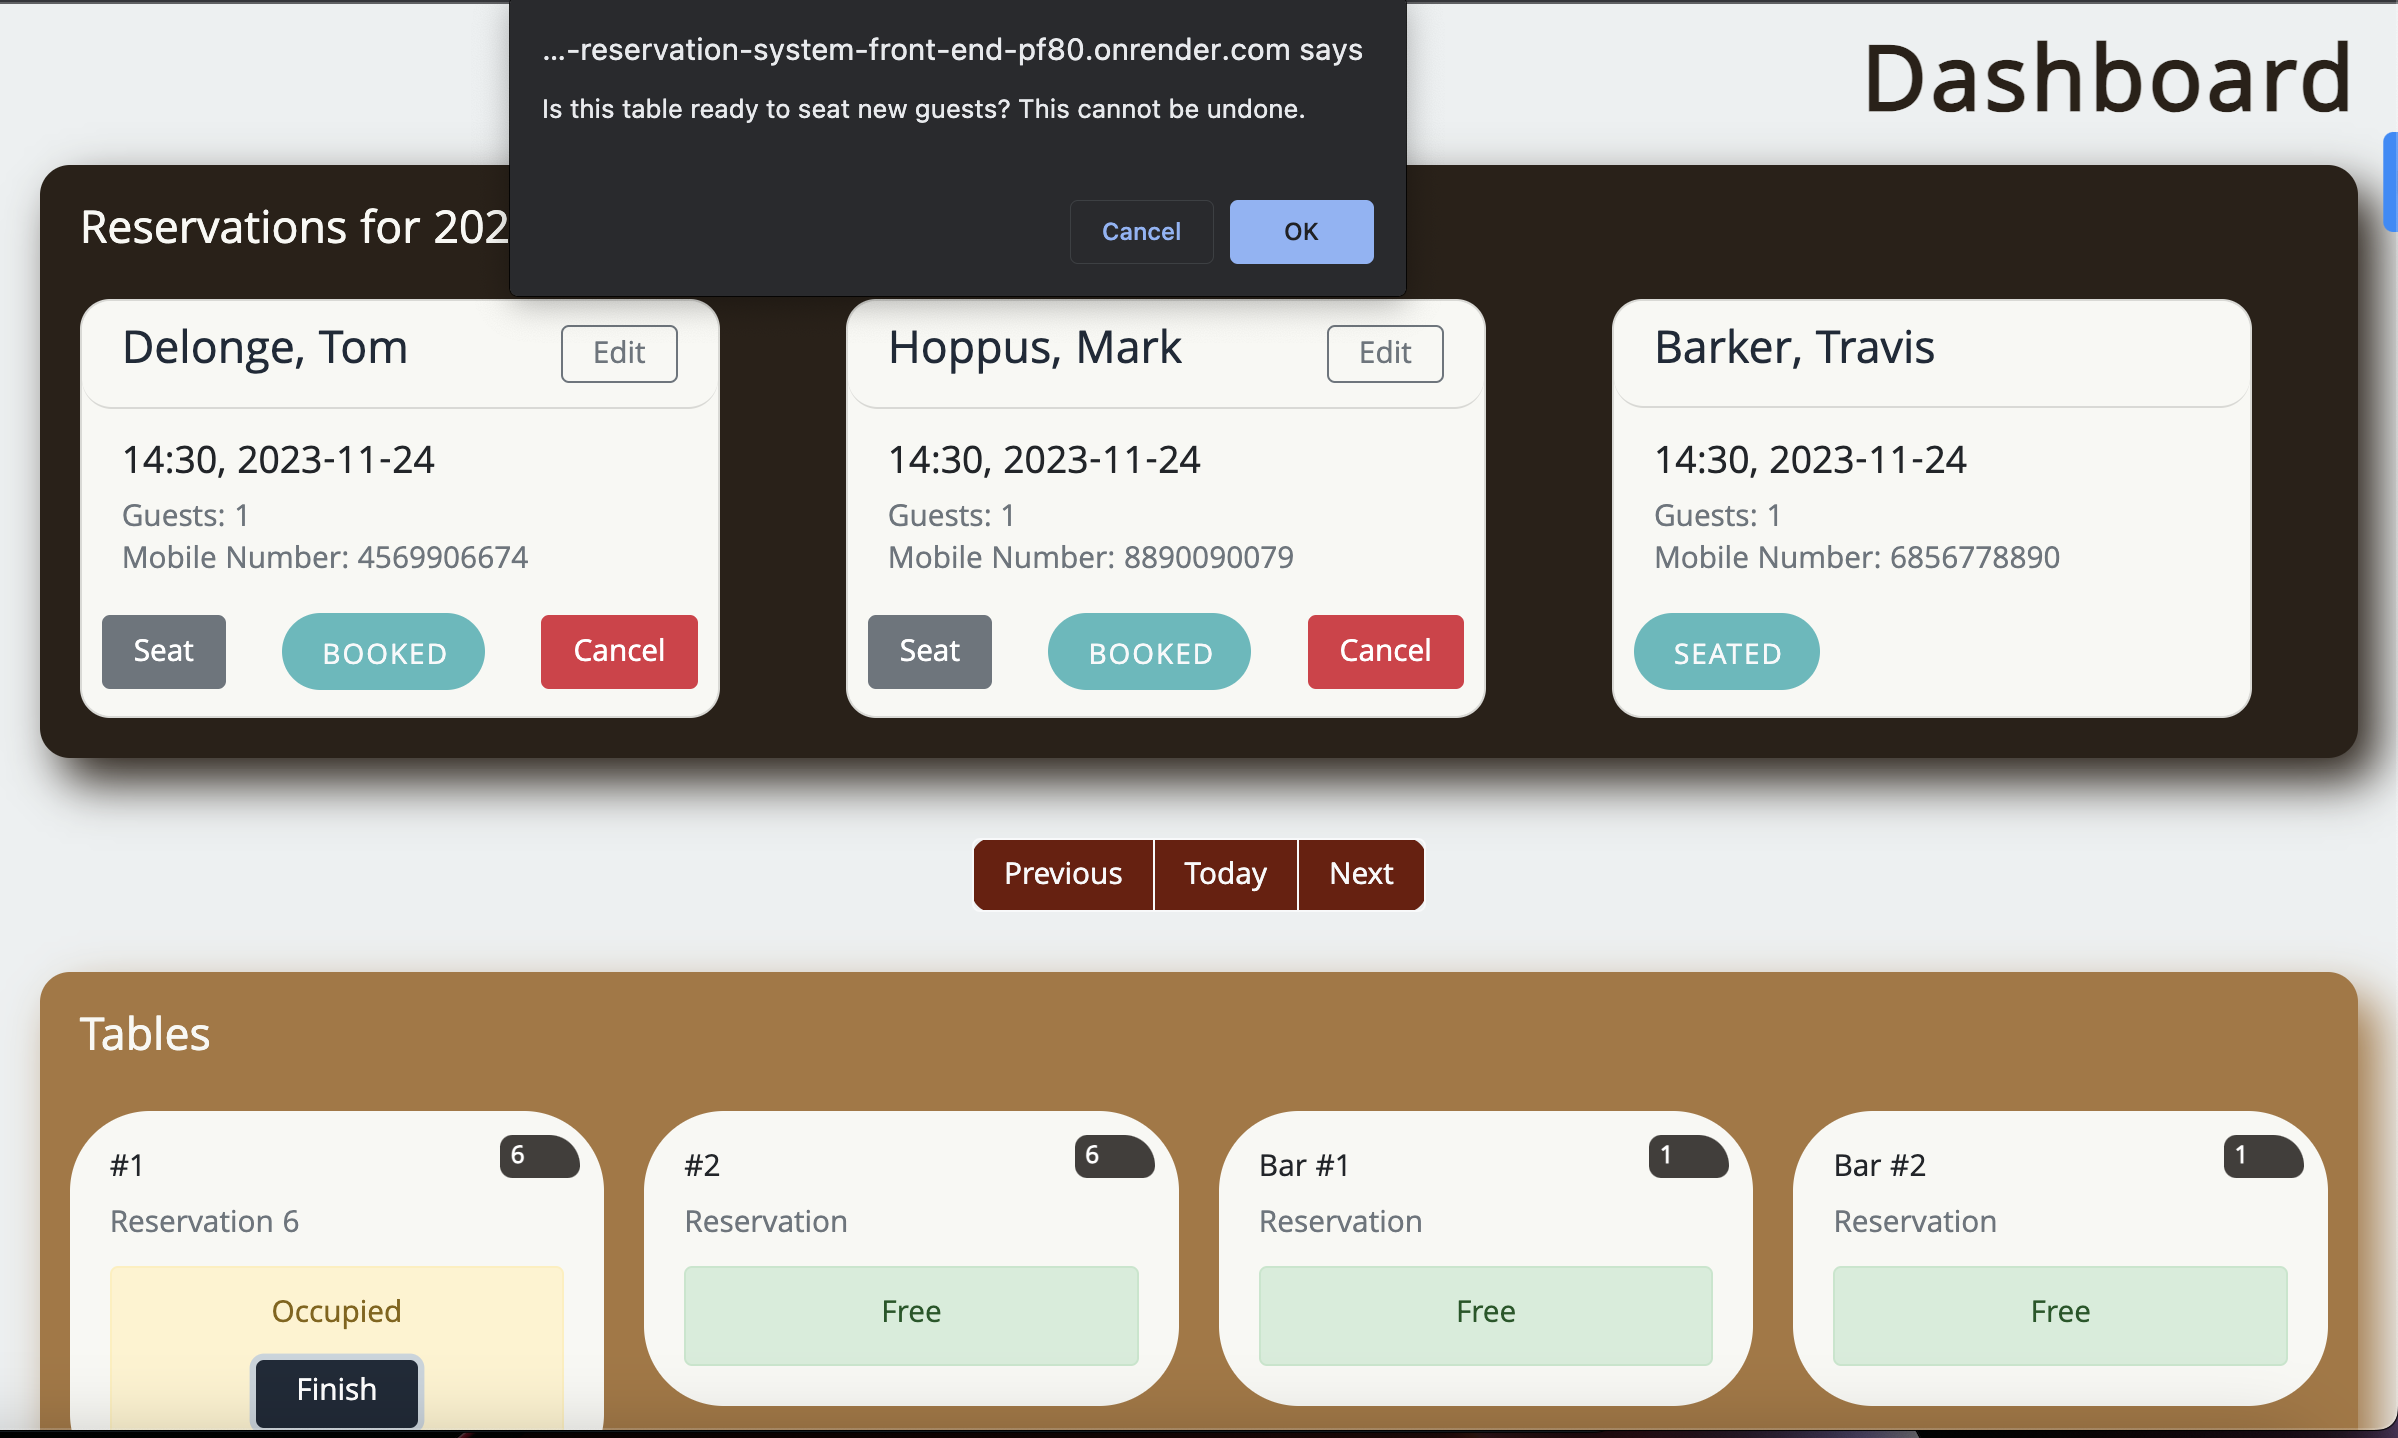 ...-reservation-system-front-end-pf80.onrender.com says
Is this table ready to seat new guests? This cannot be undone.
Cancel OK
Dashboard
Reservations for 202
Delonge, Tom Edit
14:30, 2023-11-24
Guests: 1
Mobile Number: 4569906674
Seat BOOKED Cancel
Hoppus, Mark Edit
14:30, 2023-11-24
Guests: 1
Mobile Number: 8890090079
Seat BOOKED Cancel
Barker, Travis
14:30, 2023-11-24
Guests: 1
Mobile Number: 6856778890
SEATED
Previous Today Next
Tables
#1 6
Reservation 6
Occupied
Finish
#2 6
Reservation
Free
Bar #1 1
Reservation
Free
Bar #2 1
Reservation
Free